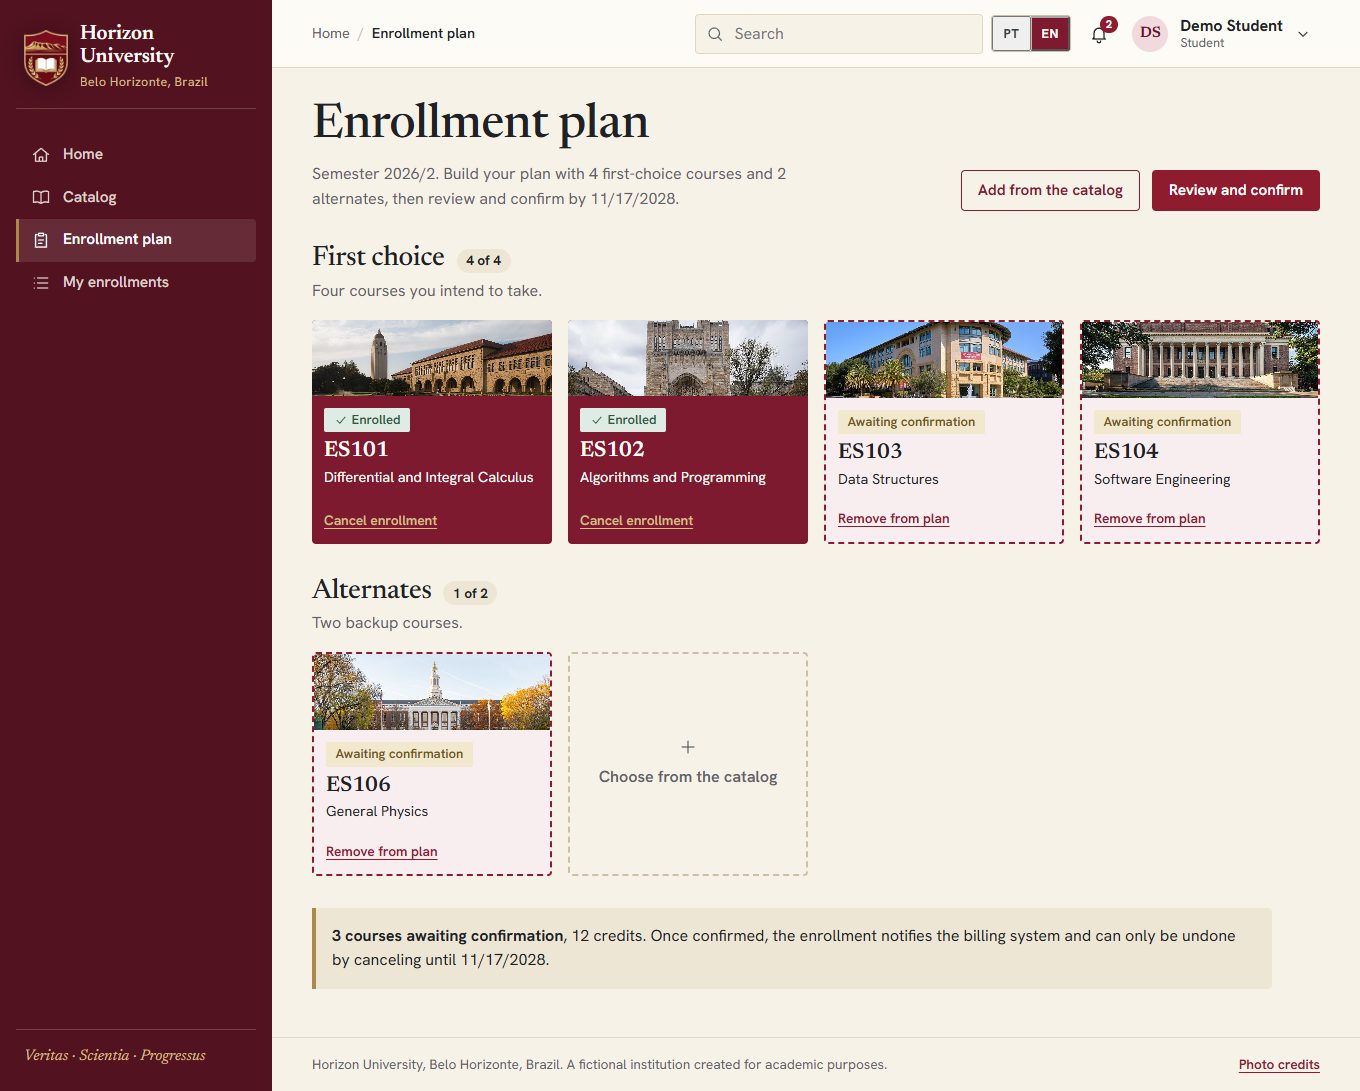 Horizon
University
Belo Horizonte, Brazil
Home
Catalog
Enrollment plan
My enrollments
Veritas · Scientia · Progressus
Home / Enrollment plan
Search
PT
EN
2
DS
Demo Student
Student
Enrollment plan
Semester 2026/2. Build your plan with 4 first-choice courses and 2
alternates, then review and confirm by 11/17/2028.
Add from the catalog
Review and confirm
First choice
4 of 4
Four courses you intend to take.
Enrolled
ES101
Differential and Integral Calculus
Cancel enrollment
Enrolled
ES102
Algorithms and Programming
Cancel enrollment
Awaiting confirmation
ES103
Data Structures
Remove from plan
Awaiting confirmation
ES104
Software Engineering
Remove from plan
Alternates
1 of 2
Two backup courses.
Awaiting confirmation
ES106
General Physics
Remove from plan
Choose from the catalog
3 courses awaiting confirmation, 12 credits. Once confirmed, the enrollment notifies the billing system and can only be undone
by canceling until 11/17/2028.
Horizon University, Belo Horizonte, Brazil. A fictional institution created for academic purposes.
Photo credits